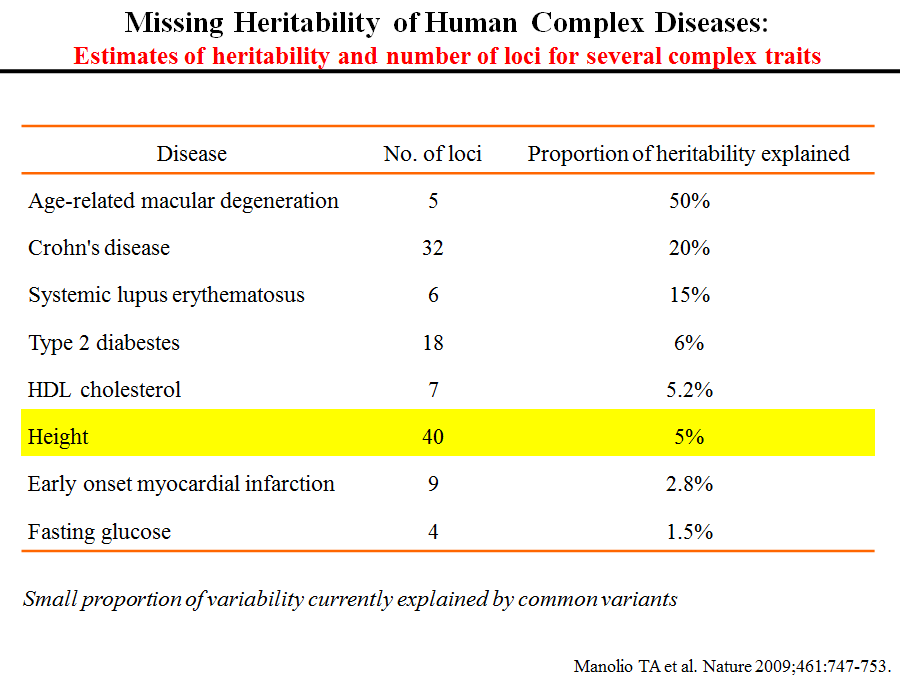 Missing Heritability of Human Complex Diseases:
Estimates of heritability and number of loci for several complex traits
Disease No. of loci Proportion of heritability explained
Age-related macular degeneration 5 50%
Crohn's disease 32 20%
Systemic lupus erythematosus 6 15%
Type 2 diabestes 18 6%
HDL cholesterol 7 5.2%
Height 40 5%
Early onset myocardial infarction 9 2.8%
Fasting glucose 4 1.5%
Small proportion of variability currently explained by common variants
Manolio TA et al. Nature 2009;461:747-753.